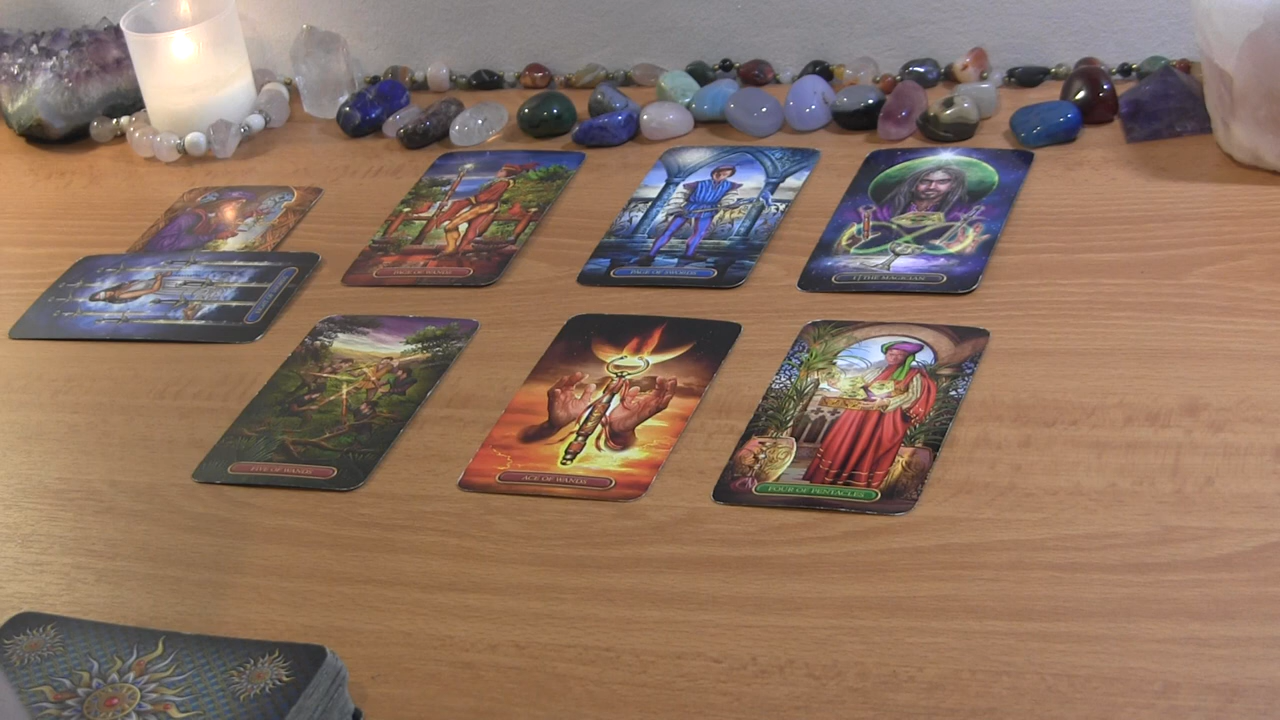 PAGE OF WANDS
PAGE OF SWORDS
I THE MAGICIAN
FIVE OF WANDS
ACE OF WANDS
FOUR OF PENTACLES